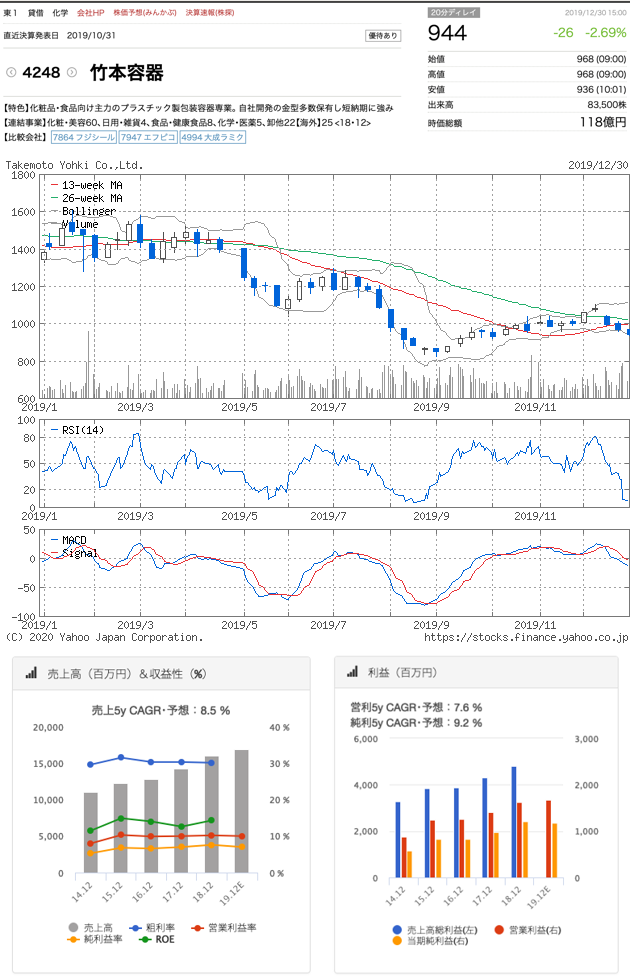 東1 貸借 化学 会社HP 株価予想(みんかぶ) 決算速報(株探)
直近決算発表日 2019/10/31 優待あり
4248 竹本容器
【特色】化粧品・食品向け主力のプラスチック製包装容器専業。自社開発の金型多数保有し短納期に強み
【連結事業】化粧・美容60、日用・雑貨4、食品・健康食品8、化学・医薬5、卸他22【海外】25 <18・12>
【比較会社】 7864 フジシール 7947 エフピコ 4994 大成ラミク
20分ディレイ 2019/12/30 15:00
944 -26 -2.69%
始値 968 (09:00)
高値 968 (09:00)
安値 936 (10:01)
出来高 83,500株
時価総額 118億円
Takemoto Yohki Co.,Ltd. 2019/12/30
1800
1600
1400
1200
1000
800
600
13-week MA
26-week MA
Bollinger
Volume
2019/1 2019/3 2019/5 2019/7 2019/9 2019/11
100
80
50
20
0
RSI(14)
2019/1 2019/3 2019/5 2019/7 2019/9 2019/11
50
0
-50
-100
MACD
Signal
2019/1 2019/3 2019/5 2019/7 2019/9 2019/11
(C) 2020 Yahoo Japan Corporation. https://stocks.finance.yahoo.co.jp
売上高（百万円）＆収益性（%）
売上5y CAGR・予想：8.5 %
20,000 40 %
15,000 30 %
10,000 20 %
5,000 10 %
0 0 %
14.12 15.12 16.12 17.12 18.12 19.12E
売上高 粗利率 営業利益率
純利益率 ROE
利益（百万円）
営利5y CAGR・予想：7.6 %
純利5y CAGR・予想：9.2 %
6,000 3,000
4,000 2,000
2,000 1,000
0 0
14.12 15.12 16.12 17.12 18.12 19.12E
売上高総利益(左) 営業利益(右)
当期純利益(右)